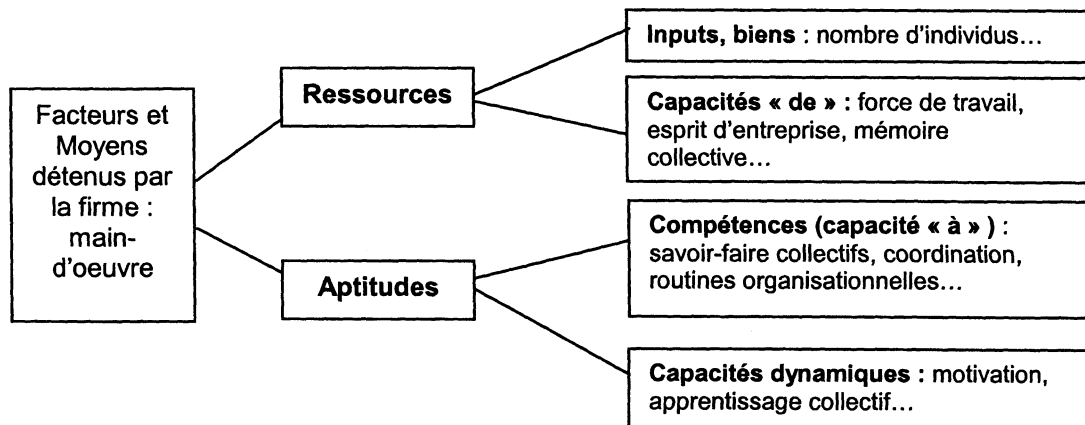 Facteurs et
Moyens
détenus par
la firme :
main-
d'oeuvre
Ressources
Aptitudes
Inputs, biens : nombre d'individus…
Capacités « de » : force de travail,
esprit d'entreprise, mémoire
collective…
Compétences (capacité « à » ) :
savoir-faire collectifs, coordination,
routines organisationnelles…
Capacités dynamiques : motivation,
apprentissage collectif…